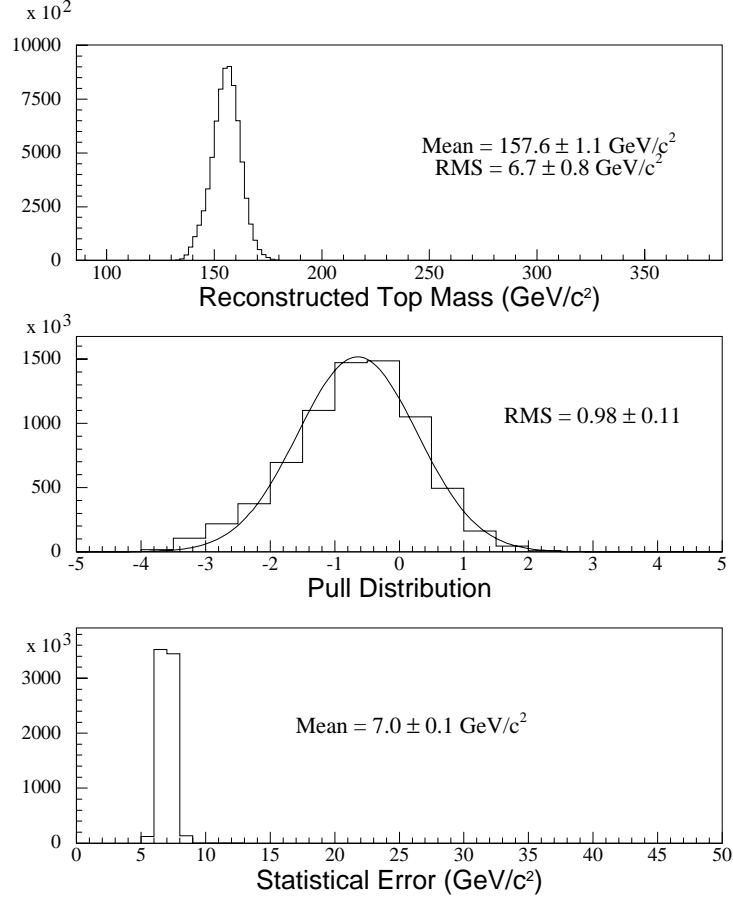 x 10²
10000
7500
5000
2500
0
Mean = 157.6 ± 1.1 GeV/c²
RMS = 6.7 ± 0.8 GeV/c²
100 150 200 250 300 350
Reconstructed Top Mass (GeV/c²)
x 10³
1500
1000
500
0
RMS = 0.98 ± 0.11
-5 -4 -3 -2 -1 0 1 2 3 4 5
Pull Distribution
x 10³
3000
2000
1000
0
Mean = 7.0 ± 0.1 GeV/c²
0 5 10 15 20 25 30 35 40 45 50
Statistical Error (GeV/c²)